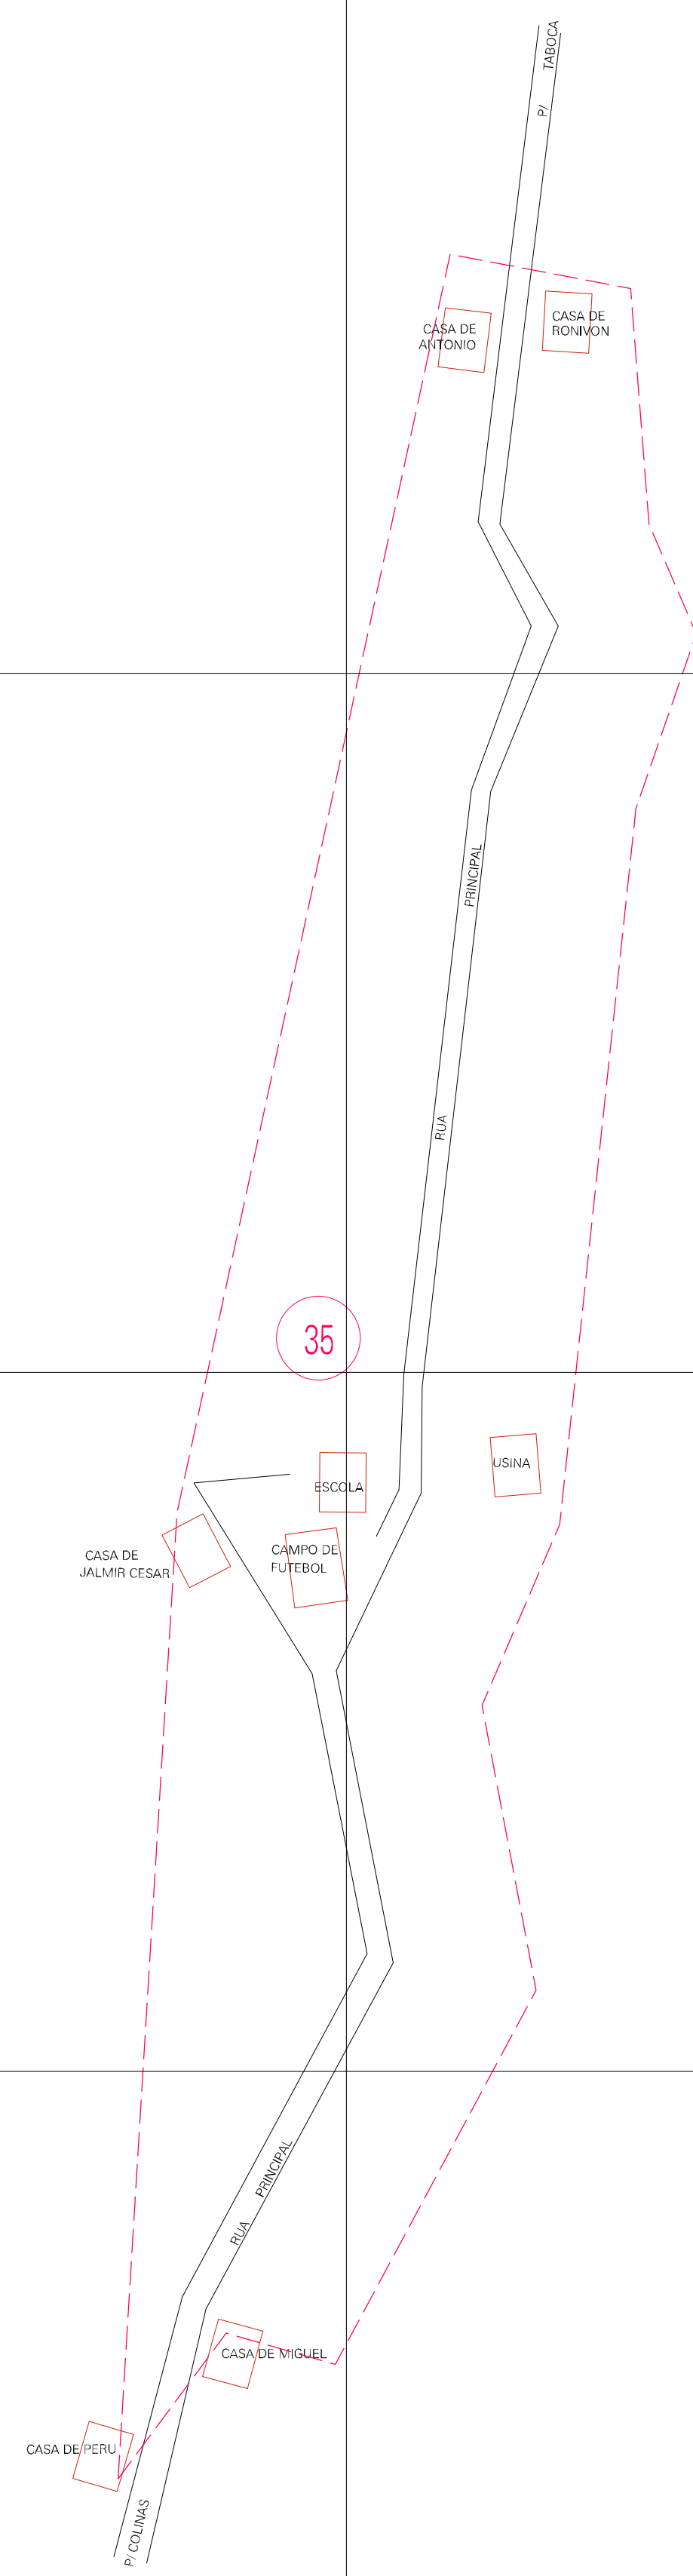 TABOCA
P/
CASA DE
RONIVON
CASA DE
ANTONIO
PRINCIPAL
RUA
35
USINA
ESCOLA
CAMPO DE
FUTEBOL
CASA DE
JALMIR CESAR
PRINCIPAL
RUA
CASA DE MIGUEL
CASA DE PERU
P/ COLINAS